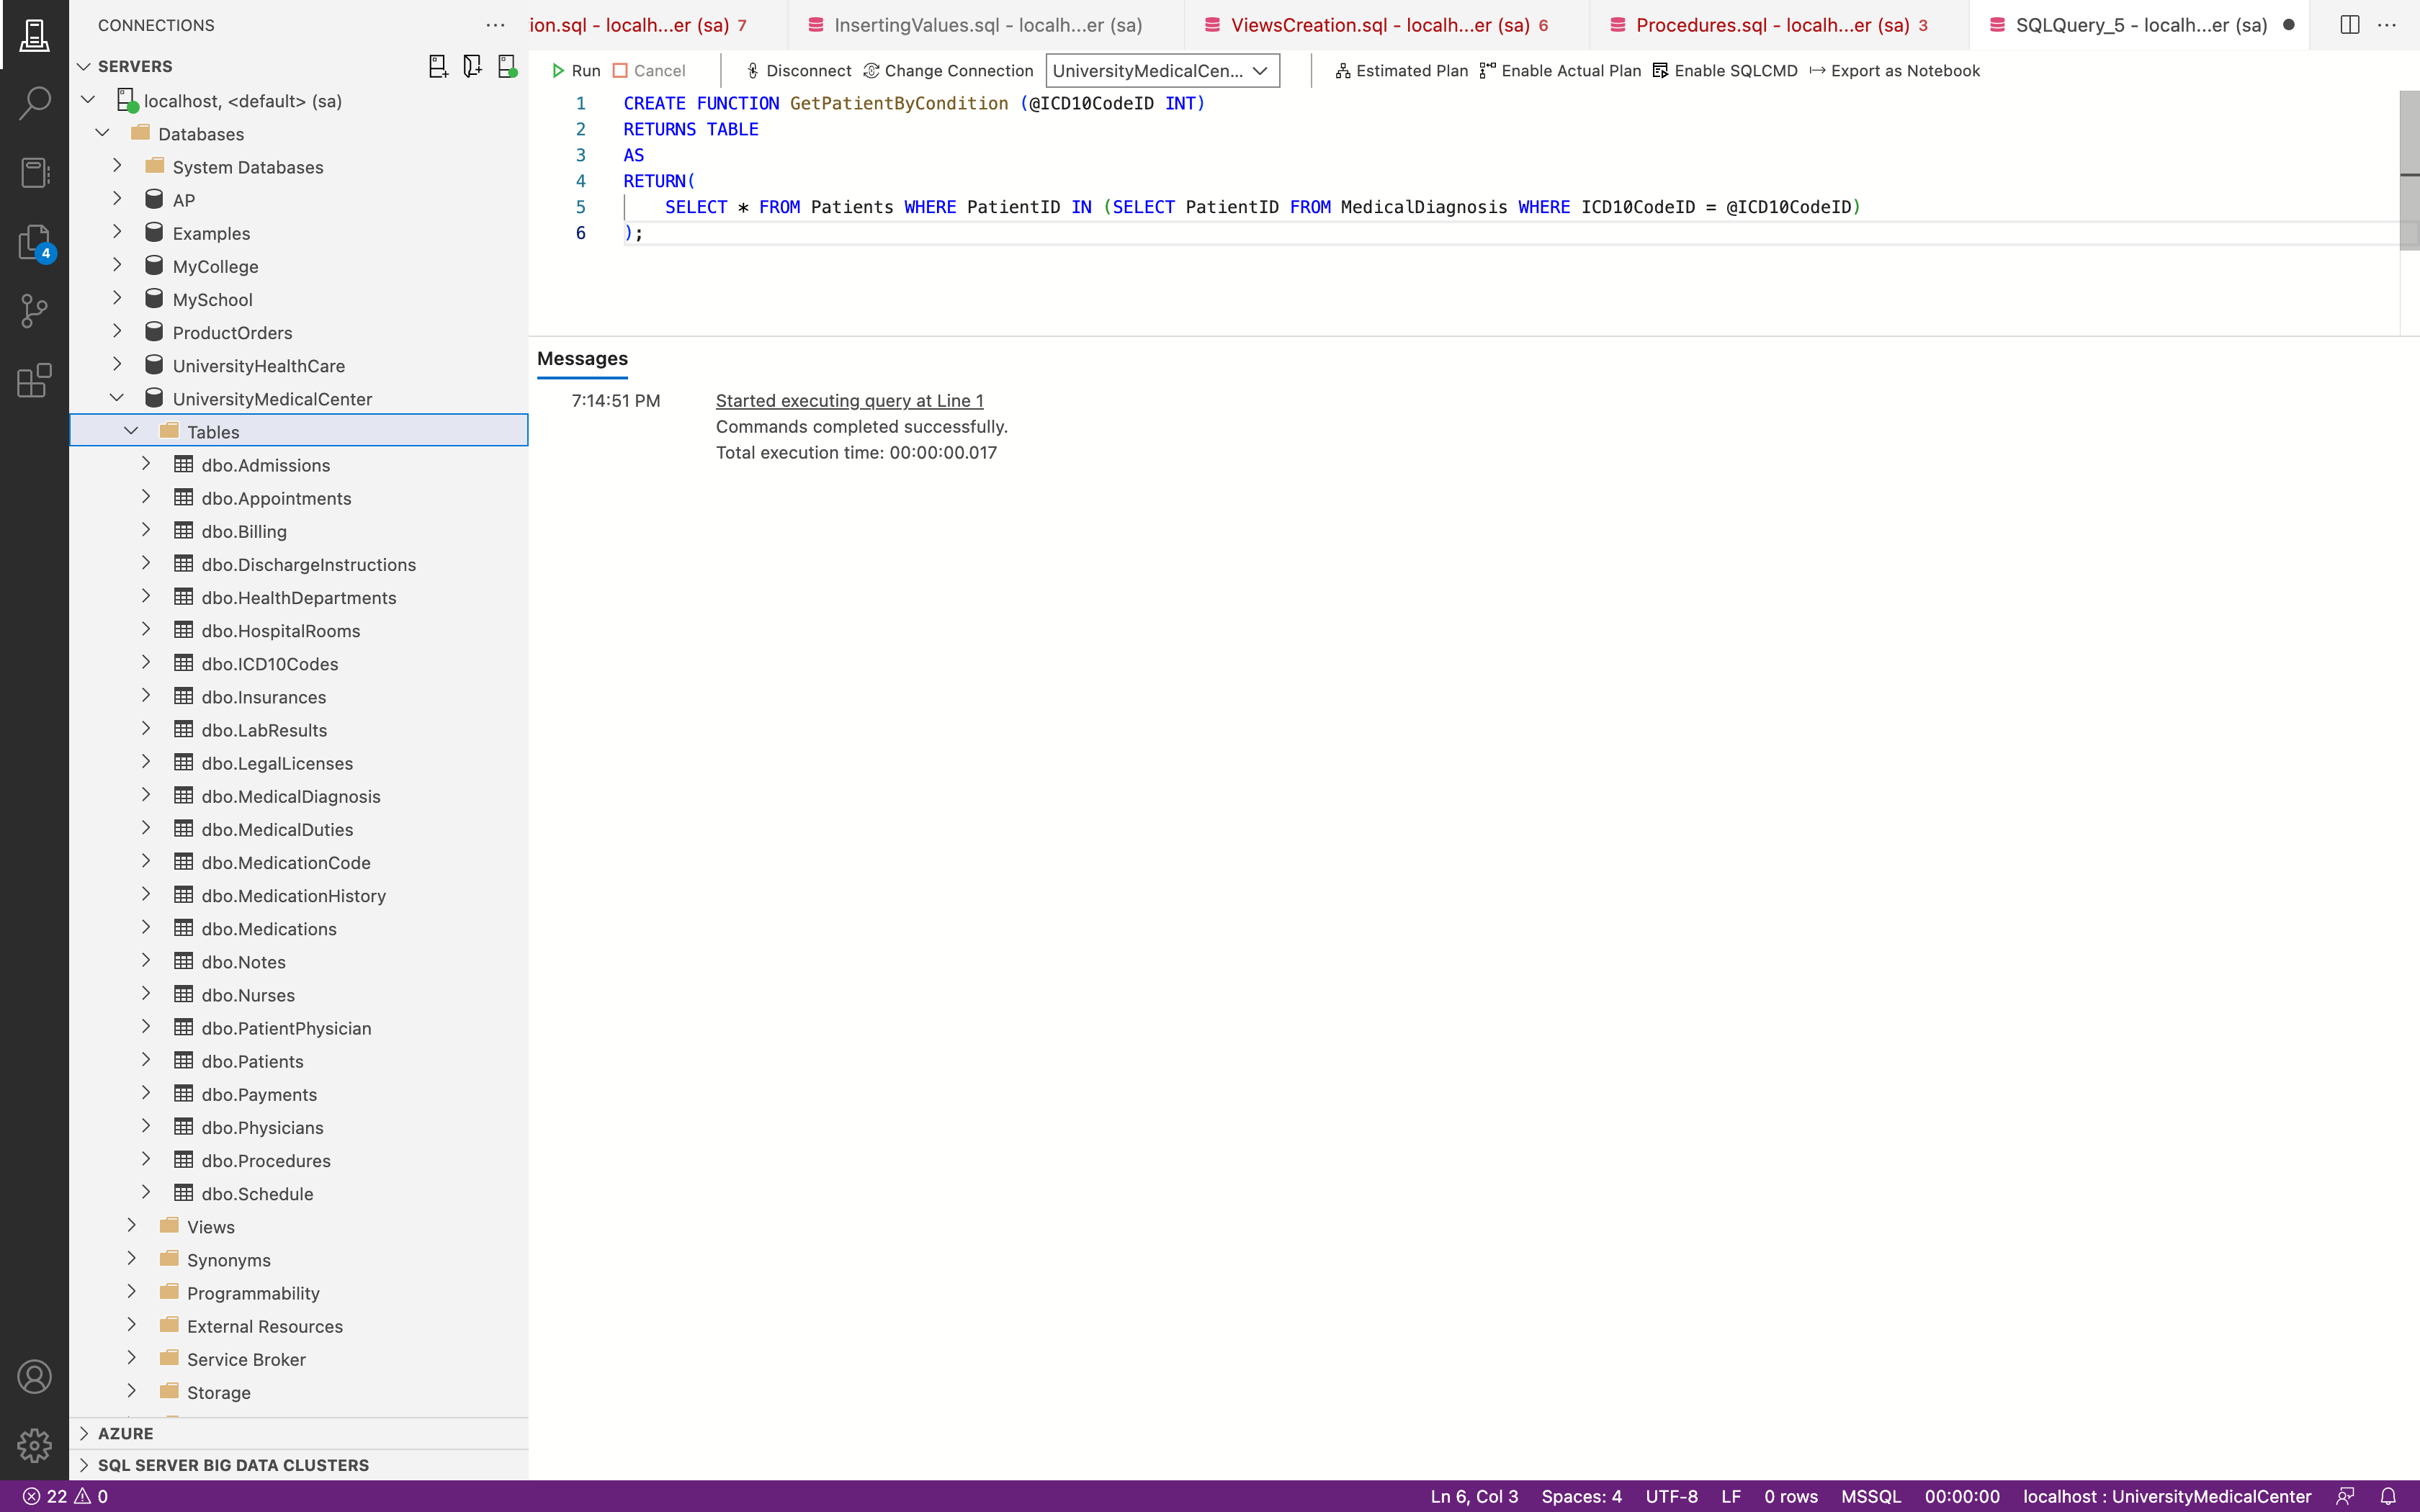 CONNECTIONS
SERVERS
localhost, <default> (sa)
Databases
System Databases
AP
Examples
MyCollege
MySchool
ProductOrders
UniversityHealthCare
UniversityMedicalCenter
Tables
dbo.Admissions
dbo.Appointments
dbo.Billing
dbo.DischargeInstructions
dbo.HealthDepartments
dbo.HospitalRooms
dbo.ICD10Codes
dbo.Insurances
dbo.LabResults
dbo.LegalLicenses
dbo.MedicalDiagnosis
dbo.MedicalDuties
dbo.MedicationCode
dbo.MedicationHistory
dbo.Medications
dbo.Notes
dbo.Nurses
dbo.PatientPhysician
dbo.Patients
dbo.Payments
dbo.Physicians
dbo.Procedures
dbo.Schedule
Views
Synonyms
Programmability
External Resources
Service Broker
Storage
AZURE
SQL SERVER BIG DATA CLUSTERS
4
ion.sql - localh...er (sa) 7
InsertingValues.sql - localh...er (sa)
ViewsCreation.sql - localh...er (sa) 6
Procedures.sql - localh...er (sa) 3
SQLQuery_5 - localh...er (sa)
Run Cancel Disconnect Change Connection UniversityMedicalCen... Estimated Plan Enable Actual Plan Enable SQLCMD Export as Notebook
1 CREATE FUNCTION GetPatientByCondition (@ICD10CodeID INT)
2 RETURNS TABLE
3 AS
4 RETURN(
5 SELECT * FROM Patients WHERE PatientID IN (SELECT PatientID FROM MedicalDiagnosis WHERE ICD10CodeID = @ICD10CodeID)
6 );
Messages
7:14:51 PM Started executing query at Line 1
Commands completed successfully.
Total execution time: 00:00:00.017
22 0 Ln 6, Col 3 Spaces: 4 UTF-8 LF 0 rows MSSQL 00:00:00 localhost : UniversityMedicalCenter